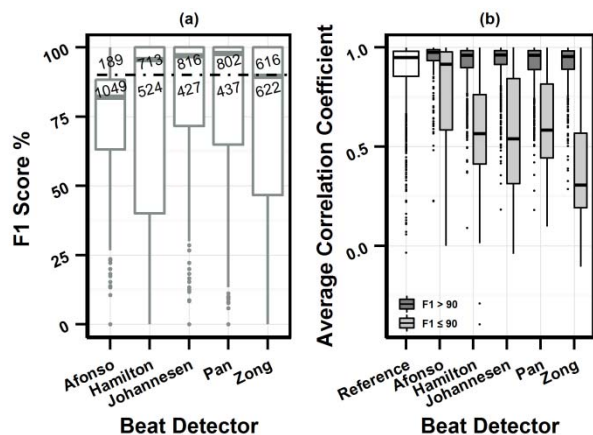 (a)
F1 Score %
100
75
50
25
0
189 713 816 802 616
1049 524 427 437 622
Afonso Hamilton Johannesen Pan Zong
Beat Detector
(b)
Average Correlation Coefficient
1.0
0.5
0.0
F1 > 90
F1 ≤ 90
Reference Afonso Hamilton Johannesen Pan Zong
Beat Detector